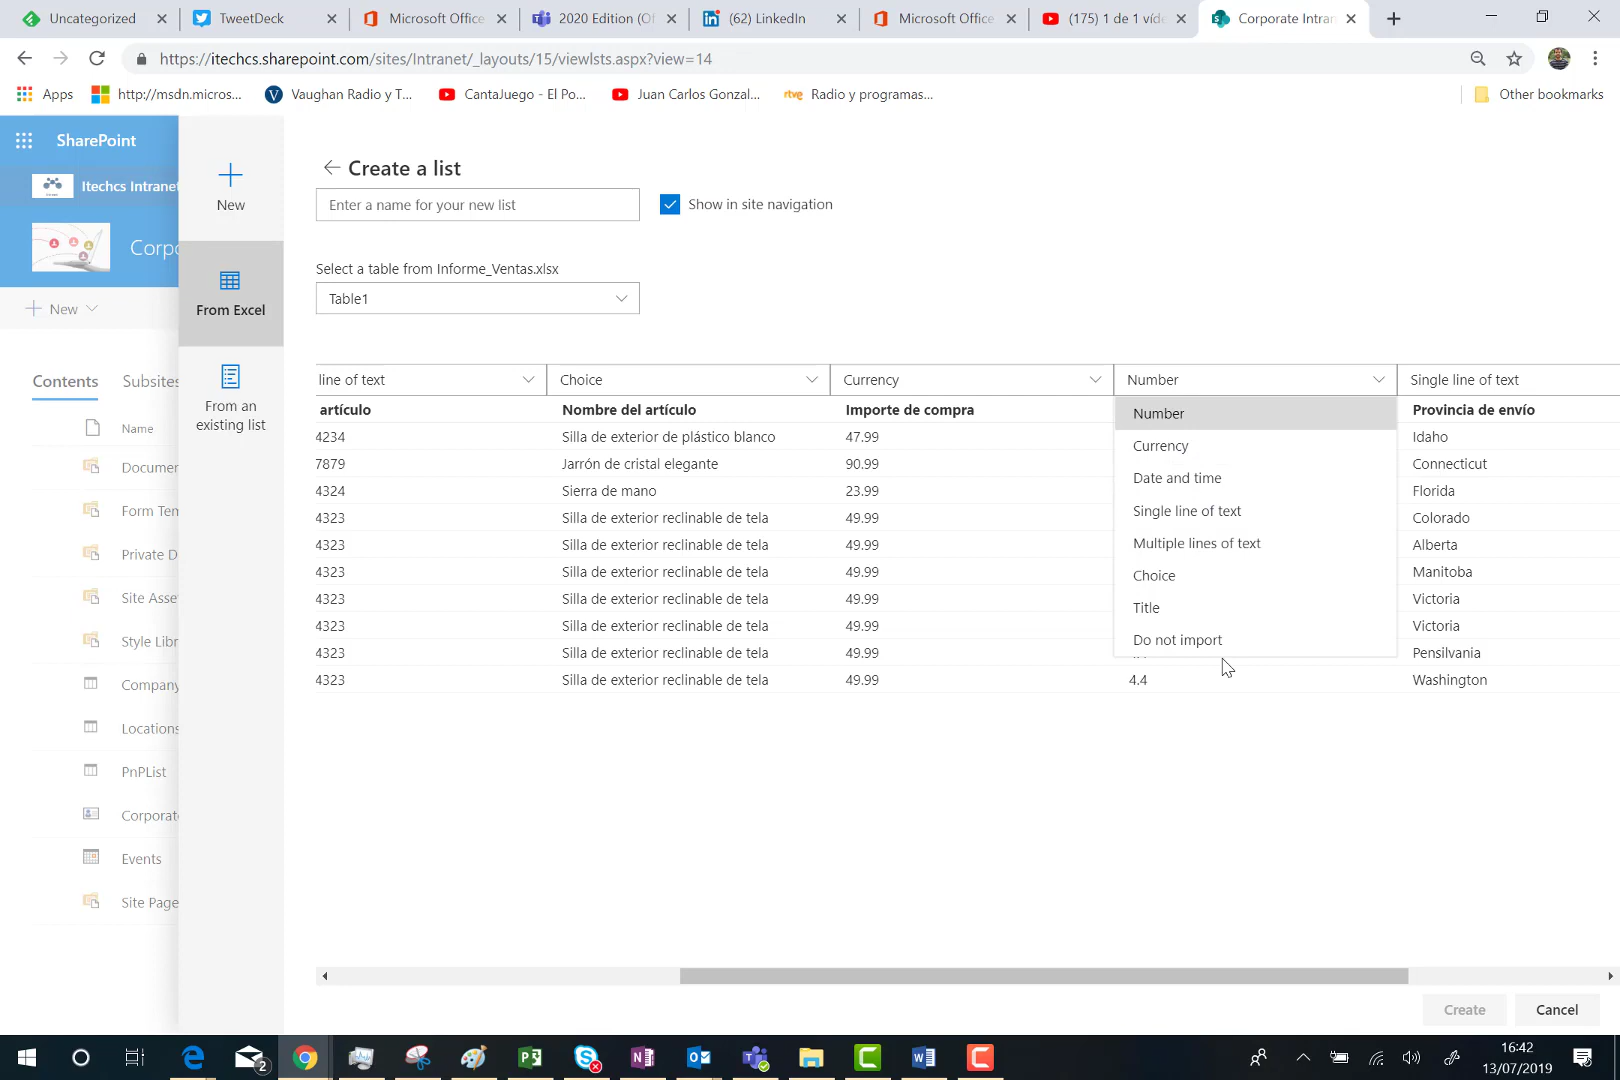 Uncategorized
TweetDeck
Microsoft Office
2020 Edition (Of
(62) LinkedIn
Microsoft Office
(175) 1 de 1 víde
Corporate Intran
https://itechcs.sharepoint.com/sites/Intranet/_layouts/15/viewlsts.aspx?view=14
Apps
http://msdn.micros...
Vaughan Radio y T...
CantaJuego - El Po...
Juan Carlos Gonzal...
rtve
Radio y programas...
Other bookmarks
SharePoint
Itechcs Intranet
Corpo
New
Contents
Subsites
Name
Documen
Form Tem
Private D
Site Asse
Style Libr
Company
Locations
PnPList
Corporate
Events
Site Page
New
From Excel
From an
existing list
Create a list
Enter a name for your new list
Show in site navigation
Select a table from Informe_Ventas.xlsx
Table1
line of text
Choice
Currency
Number
Single line of text
artículo
Nombre del artículo
Importe de compra
Provincia de envío
4234
Silla de exterior de plástico blanco
47.99
Idaho
7879
Jarrón de cristal elegante
90.99
Connecticut
4324
Sierra de mano
23.99
Florida
4323
Silla de exterior reclinable de tela
49.99
Colorado
4323
Silla de exterior reclinable de tela
49.99
Alberta
4323
Silla de exterior reclinable de tela
49.99
Manitoba
4323
Silla de exterior reclinable de tela
49.99
Victoria
4323
Silla de exterior reclinable de tela
49.99
Victoria
4323
Silla de exterior reclinable de tela
49.99
Pensilvania
4323
Silla de exterior reclinable de tela
49.99
4.4
Washington
Number
Currency
Date and time
Single line of text
Multiple lines of text
Choice
Title
Do not import
Create
Cancel
2
16:42
13/07/2019